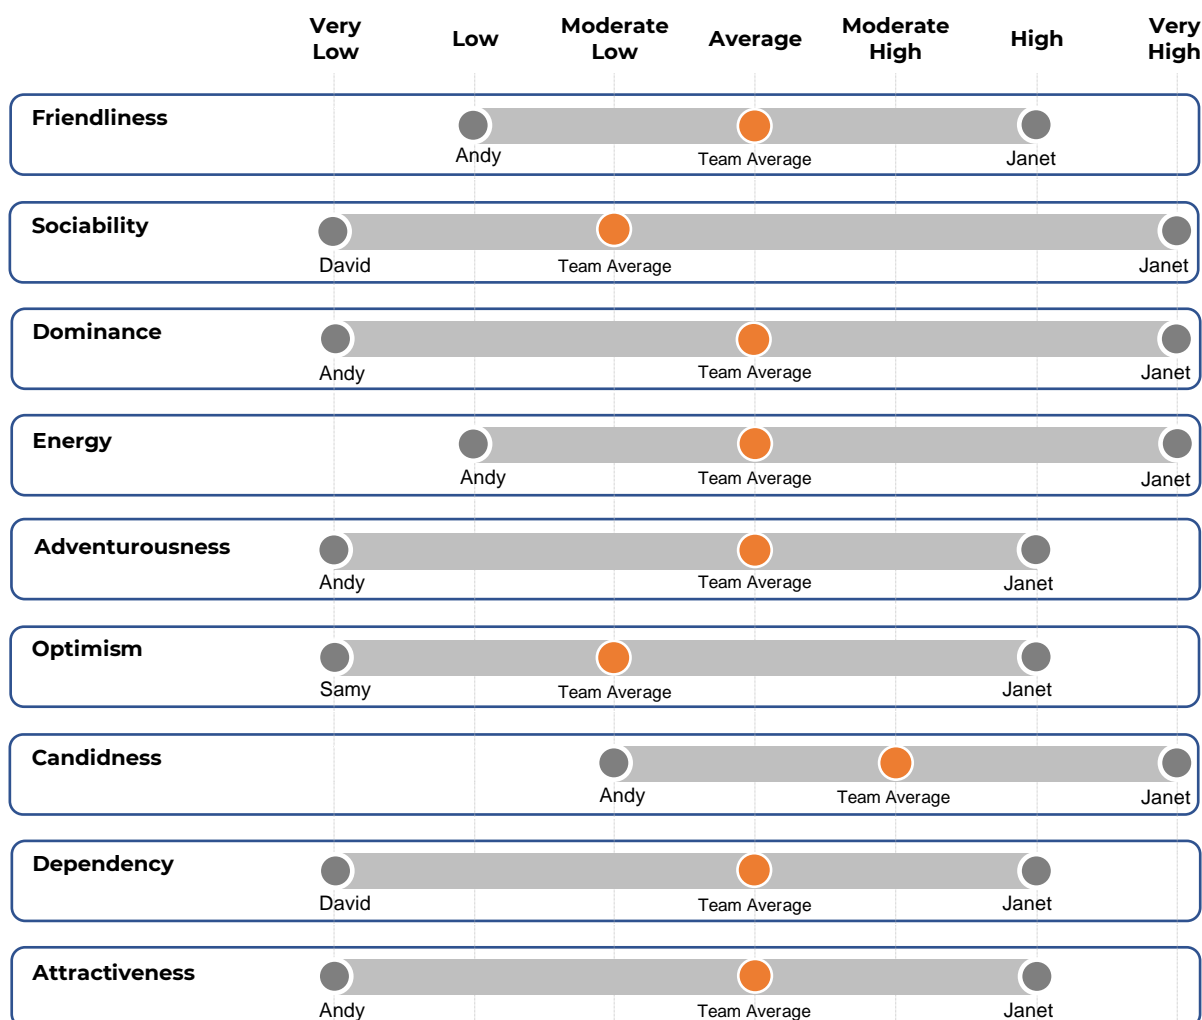 Very Low
Low
Moderate Low
Average
Moderate High
High
Very High
Friendliness
Andy
Team Average
Janet
Sociability
David
Team Average
Janet
Dominance
Andy
Team Average
Janet
Energy
Andy
Team Average
Janet
Adventurousness
Andy
Team Average
Janet
Optimism
Samy
Team Average
Janet
Candidness
Andy
Team Average
Janet
Dependency
David
Team Average
Janet
Attractiveness
Andy
Team Average
Janet